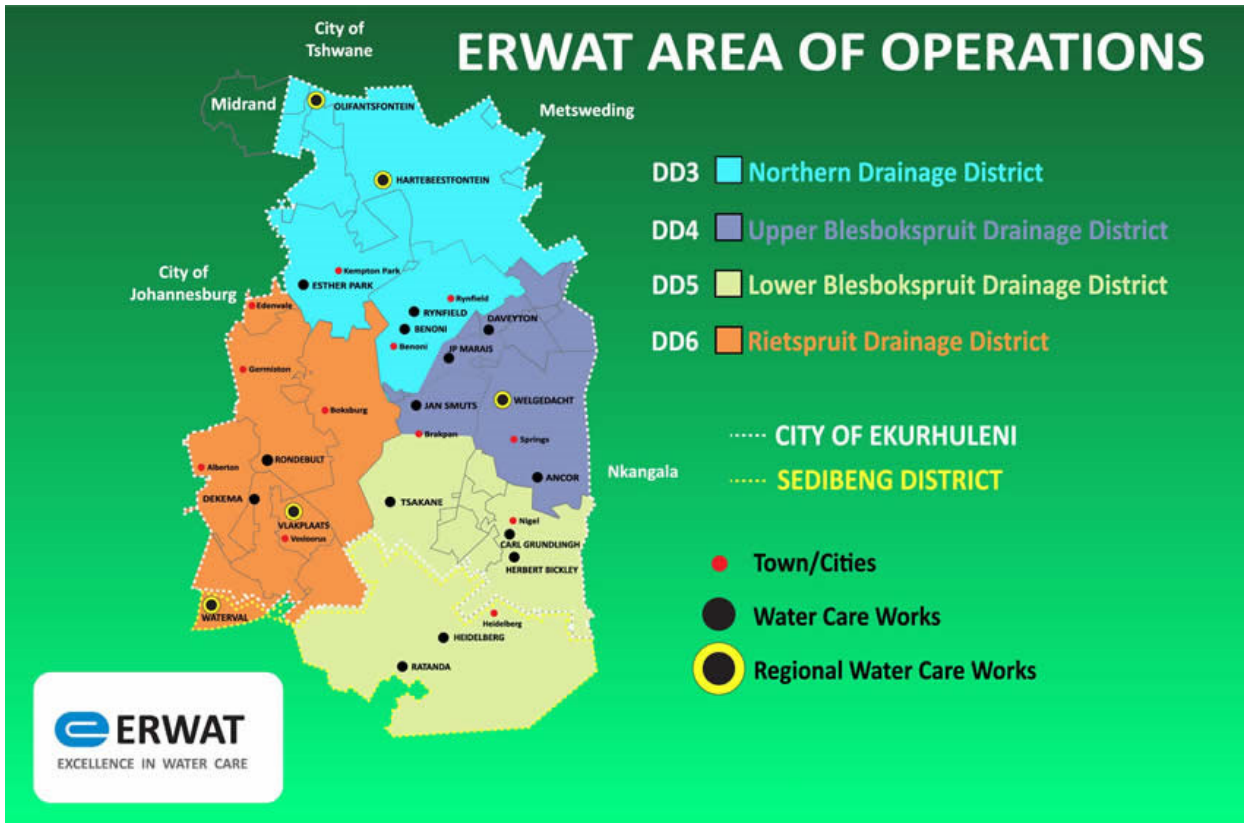 City of
Tshwane
ERWAT AREA OF OPERATIONS
Midrand
OLIFANTSFONTEIN
Metsweding
HARTEBEESTFONTEIN
DD3 Northern Drainage District
DD4 Upper Blesbokspruit Drainage District
DD5 Lower Blesbokspruit Drainage District
DD6 Rietspruit Drainage District
City of
Johannesburg
Kempton Park
ESTHER PARK
Edenvale
Rynfield
RYNFIELD
DAVEYTON
BENONI
Benoni
JP MARAIS
Germiston
Boksburg
JAN SMUTS
WELGEDACHT
Brakpan
Springs
CITY OF EKURHULENI
SEDIBENG DISTRICT
Alberton
RONDEBULT
Nkangala
ANCOR
DEKEMA
TSAKANE
VLAKPLAATS
Vosloorus
Nigel
CARL GRUNDLINGH
HERBERT BICKLEY
Town/Cities
WATERVAL
Heidelberg
HEIDELBERG
Water Care Works
RATANDA
Regional Water Care Works
ERWAT
EXCELLENCE IN WATER CARE